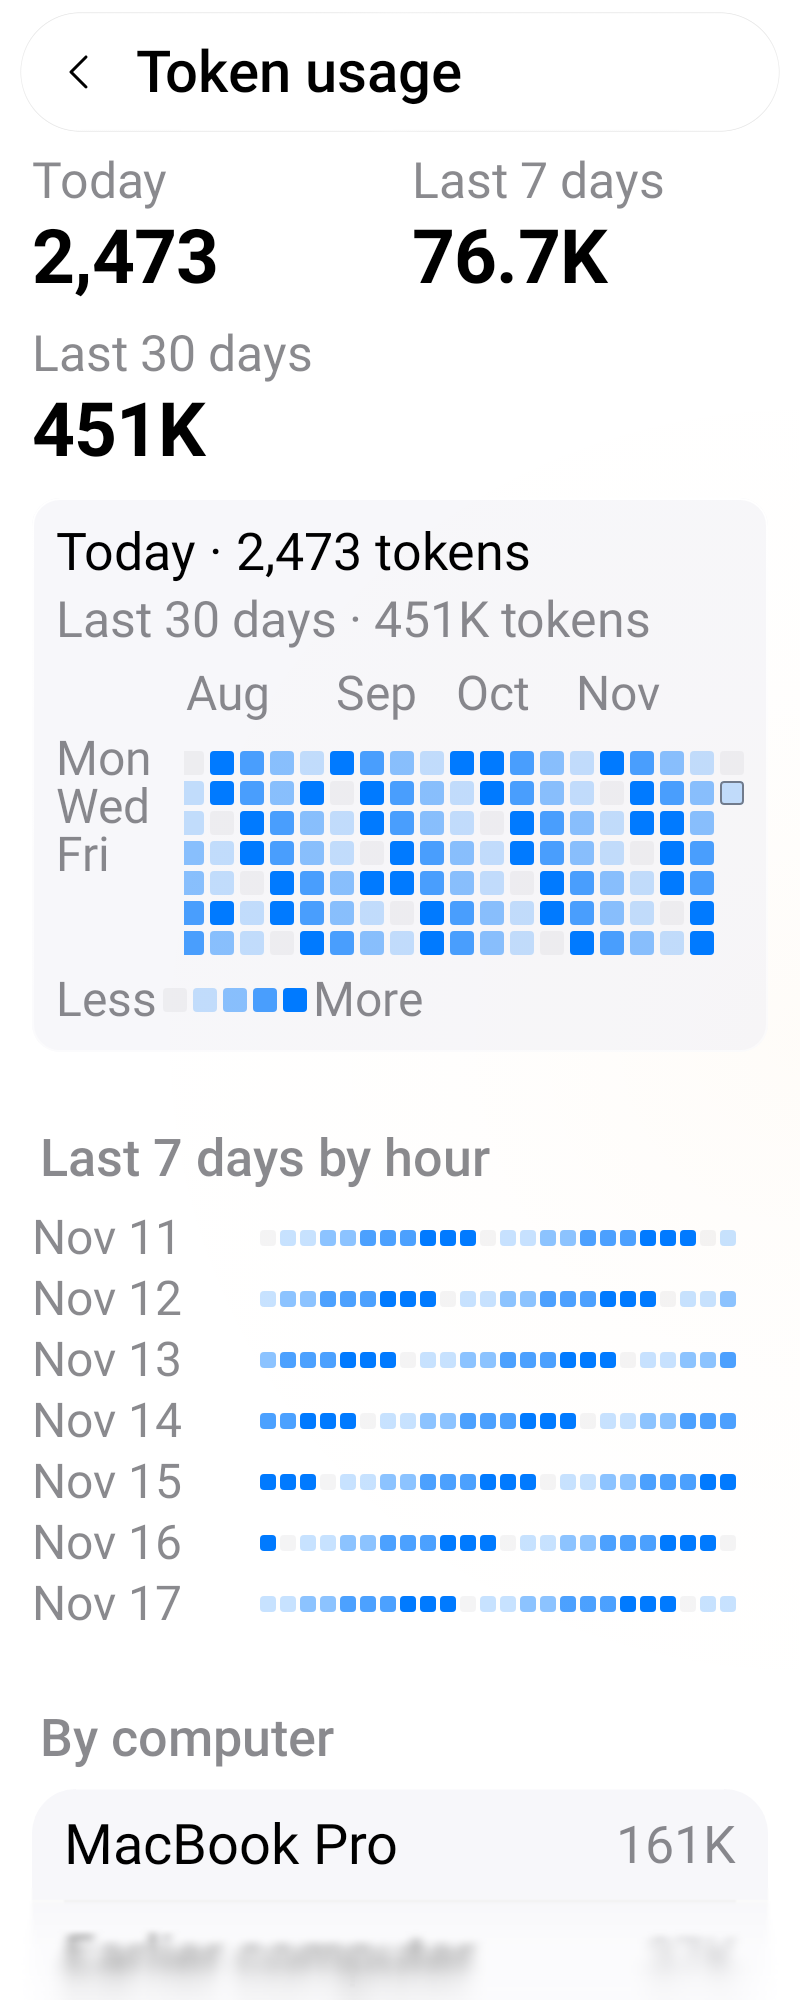 Token usage
Today
2,473
Last 7 days
76.7K
Last 30 days
451K
Today · 2,473 tokens
Last 30 days · 451K tokens
Aug Sep Oct Nov
Mon
Wed
Fri
Less More
Last 7 days by hour
Nov 11
Nov 12
Nov 13
Nov 14
Nov 15
Nov 16
Nov 17
By computer
MacBook Pro 161K
Earlier computer